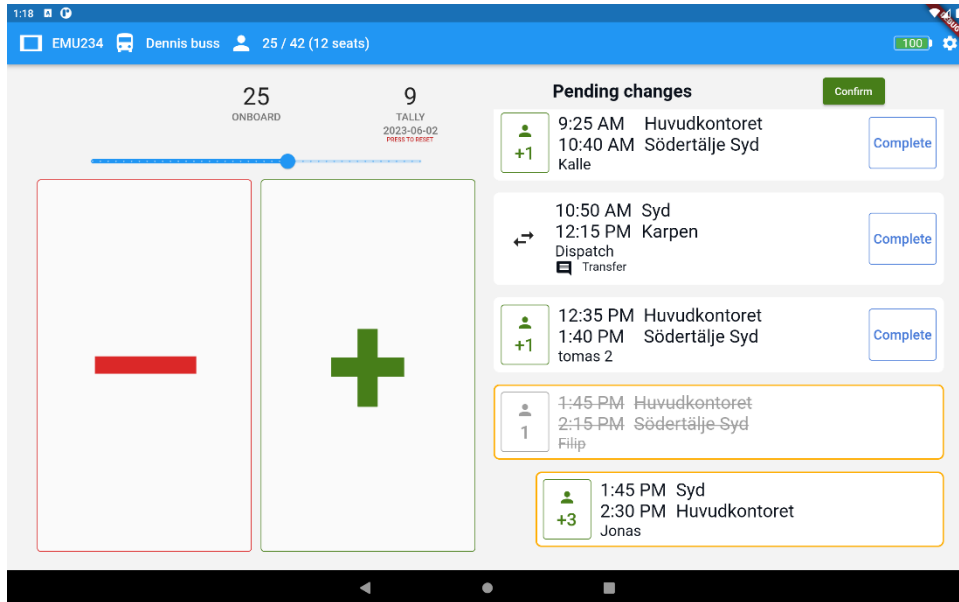 1:18
EMU234 Dennis buss 25 / 42 (12 seats) 100
25
ONBOARD
9
TALLY
2023-06-02
PRESS TO RESET
Pending changes
Confirm
+1
9:25 AM Huvudkontoret
10:40 AM Södertälje Syd
Kalle
Complete
10:50 AM Syd
12:15 PM Karpen
Dispatch
Transfer
Complete
+1
12:35 PM Huvudkontoret
1:40 PM Södertälje Syd
tomas 2
Complete
1
1:45 PM Huvudkontoret
2:15 PM Södertälje Syd
Filip
+3
1:45 PM Syd
2:30 PM Huvudkontoret
Jonas